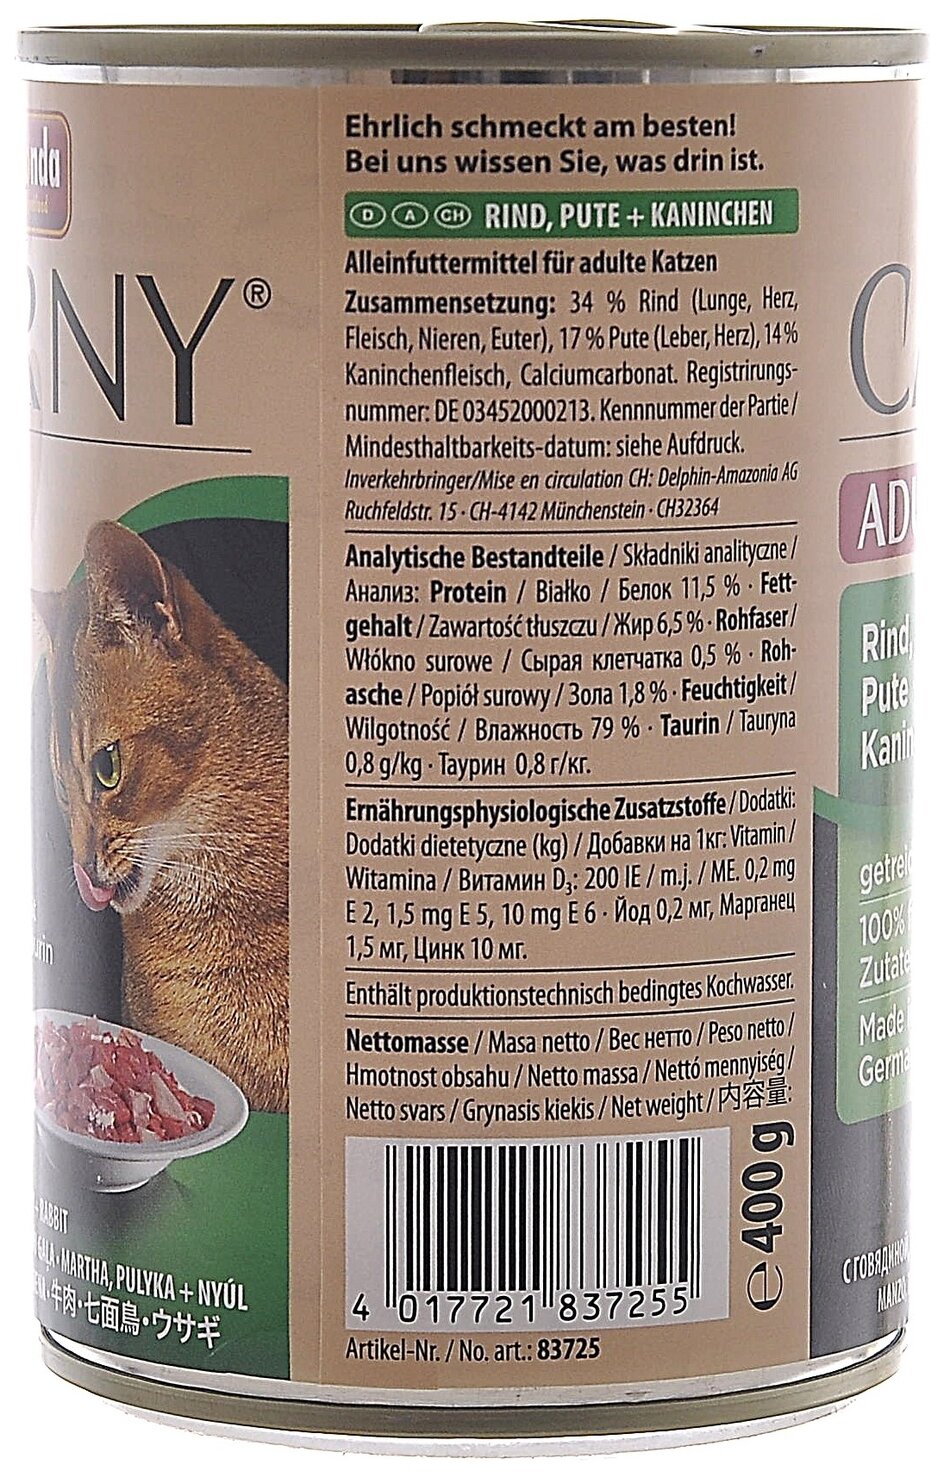 nda
RNY®
Ehrlich schmeckt am besten!
Bei uns wissen Sie, was drin ist.
D A CH RIND, PUTE + KANINCHEN
Alleinfuttermittel für adulte Katzen
Zusammensetzung: 34 % Rind (Lunge, Herz,
Fleisch, Nieren, Euter), 17 % Pute (Leber, Herz), 14 %
Kaninchenfleisch, Calciumcarbonat. Registrirungs-
nummer: DE 03452000213. Kennnummer der Partie /
Mindesthaltbarkeits-datum: siehe Aufdruck.
Inverkehrbringer/Mise en circulation CH: Delphin-Amazonia AG
Ruchfeldstr. 15 · CH-4142 Münchenstein · CH32364
Analytische Bestandteile / Składniki analityczne /
Анализ: Protein / Białko / Белок 11,5 % · Fett-
gehalt / Zawartość tłuszczu / Жир 6,5 % · Rohfaser /
Włókno surowe / Сырая клетчатка 0,5 % · Roh-
asche / Popiół surowy / Зола 1,8 % · Feuchtigkeit /
Wilgotność / Влажность 79 % · Taurin / Tauryna
0,8 g/kg · Таурин 0,8 г/кг.
Ernährungsphysiologische Zusatzstoffe / Dodatki:
Dodatki dietetyczne (kg) / Добавки на 1кг: Vitamin /
Witamina / Витамин D₃: 200 IE / m.j. / ME. 0,2 mg
E 2, 1,5 mg E 5, 10 mg E 6 · Йод 0,2 мг, Марганец
1,5 мг, Цинк 10 мг.
Enthält produktionstechnisch bedingtes Kochwasser.
Nettomasse / Masa netto / Вес нетто / Peso netto /
Hmotnost obsahu / Netto massa / Nettó mennyiség /
Netto svars / Grynasis kiekis / Net weight / 内容量:
e 400g
4 017721 837255
Artikel-Nr. / No. art.: 83725
RABBIT
MARTHA, PULYKA + NYÚL
牛肉・七面鳥・ウサギ
CA
ADU
Rind,
Pute
Kanin
getreid
100%
Zutate
Made
Germa
С ГОВЯДИНОЙ
MANZO